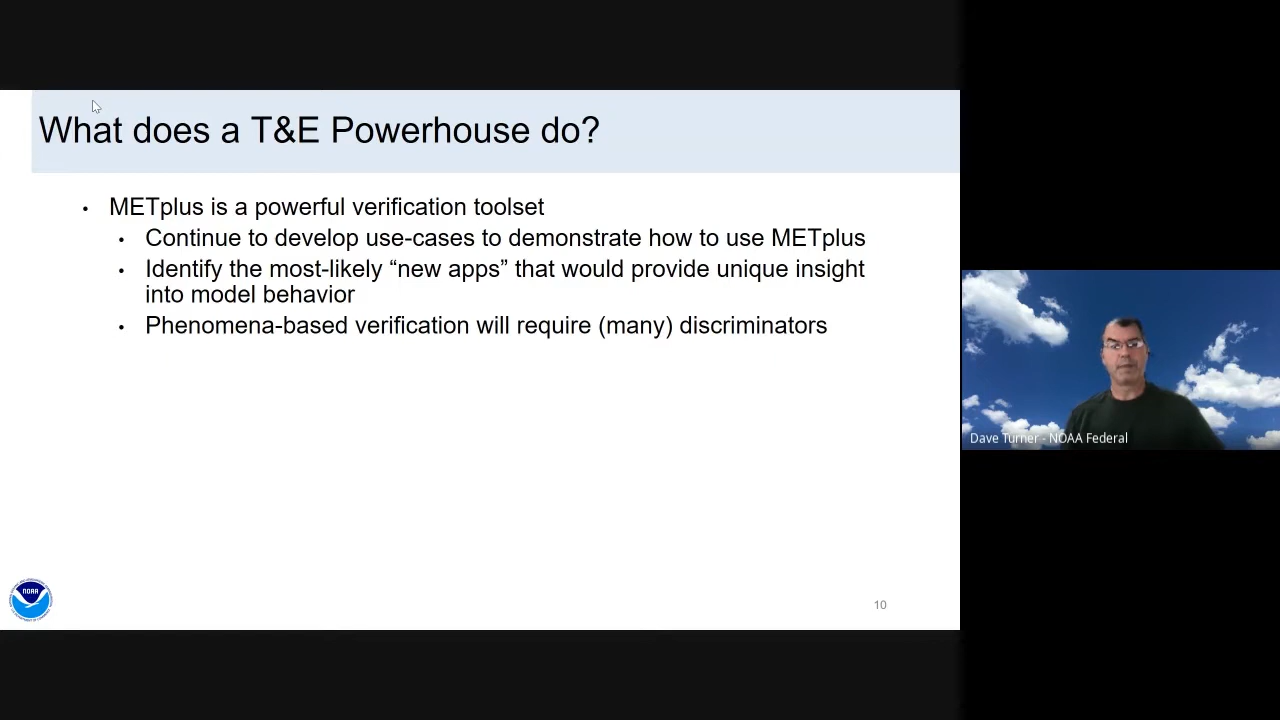 What does a T&E Powerhouse do?
• METplus is a powerful verification toolset
• Continue to develop use-cases to demonstrate how to use METplus
• Identify the most-likely “new apps” that would provide unique insight
into model behavior
• Phenomena-based verification will require (many) discriminators
Dave Turner - NOAA Federal
NOAA
10